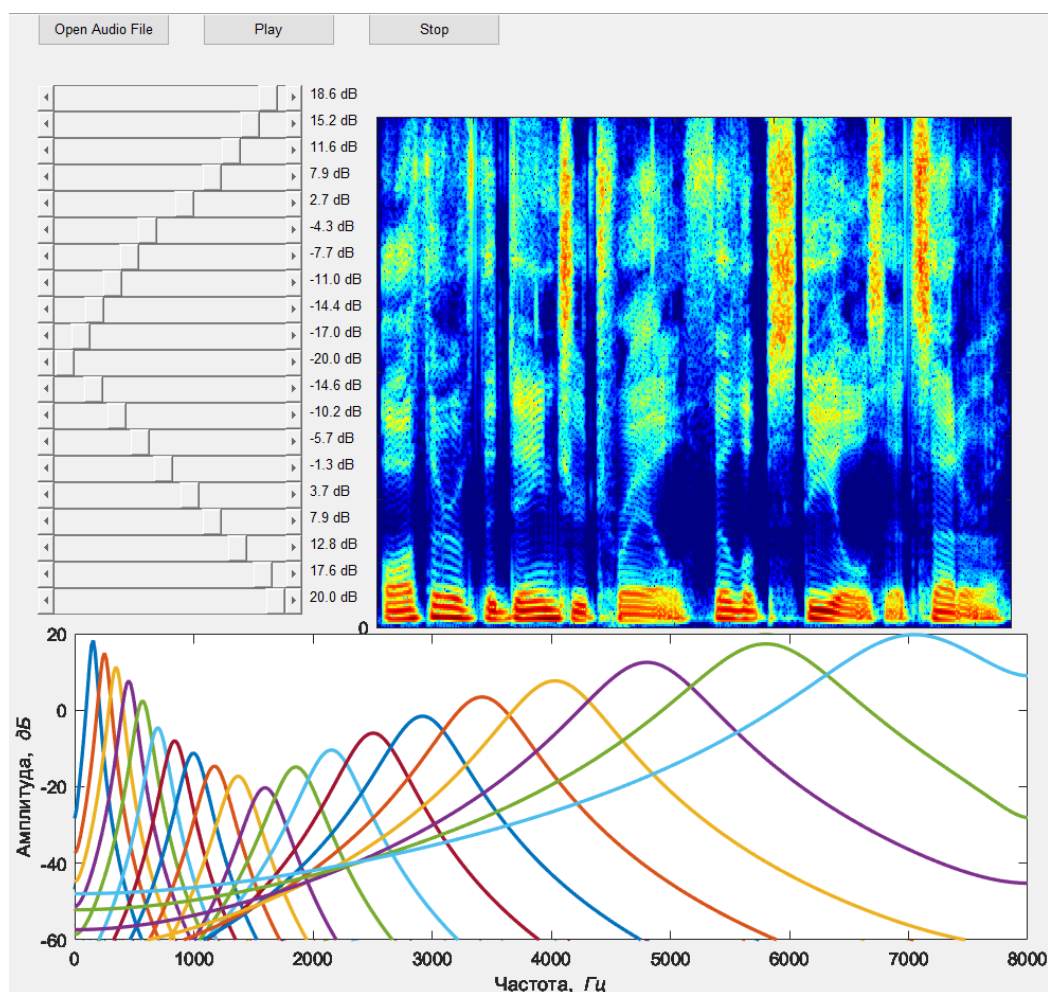 Open Audio File
Play
Stop
18.6 dB
15.2 dB
11.6 dB
7.9 dB
2.7 dB
-4.3 dB
-7.7 dB
-11.0 dB
-14.4 dB
-17.0 dB
-20.0 dB
-14.6 dB
-10.2 dB
-5.7 dB
-1.3 dB
3.7 dB
7.9 dB
12.8 dB
17.6 dB
20.0 dB
0
20
0
-20
-40
-60
Амплитуда, дБ
0 1000 2000 3000 4000 5000 6000 7000 8000
Частота, Гц